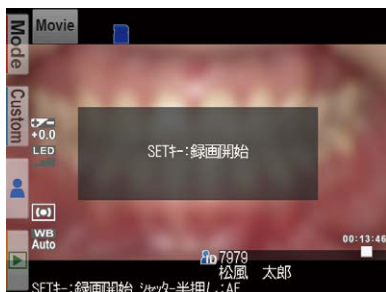 Mode
Movie
Custom
+0.0
LED
SETキー:録画開始
WB
Auto
00:13:46
ID 7979
松風 太郎
SETキー:録画開始 シャッター半押し:AF